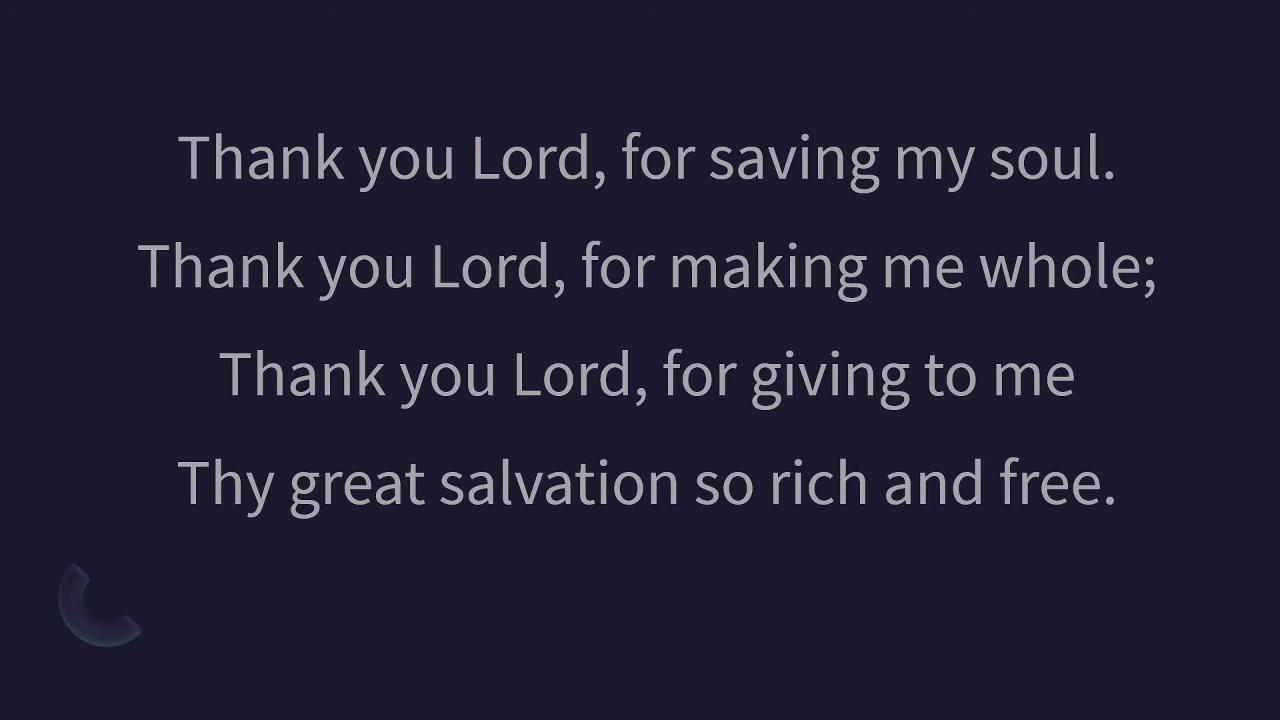 Thank you Lord, for saving my soul.
Thank you Lord, for making me whole;
Thank you Lord, for giving to me
Thy great salvation so rich and free.